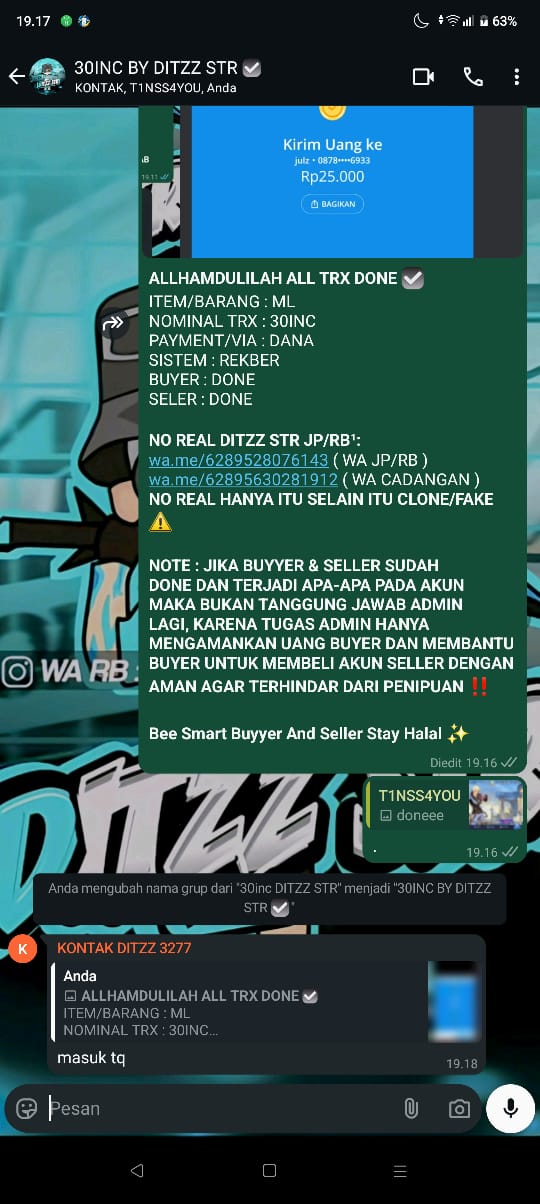 19.17
63%
30INC BY DITZZ STR ☑
KONTAK, T1NSS4YOU, Anda
AB
19.11
Kirim Uang ke
julz • 0878••••6933
Rp25.000
BAGIKAN
ALLHAMDULILAH ALL TRX DONE ☑
ITEM/BARANG : ML
NOMINAL TRX : 30INC
PAYMENT/VIA : DANA
SISTEM : REKBER
BUYER : DONE
SELER : DONE
NO REAL DITZZ STR JP/RB¹:
wa.me/6289528076143 ( WA JP/RB )
wa.me/62895630281912 ( WA CADANGAN )
NO REAL HANYA ITU SELAIN ITU CLONE/FAKE
⚠️
NOTE : JIKA BUYYER & SELLER SUDAH
DONE DAN TERJADI APA-APA PADA AKUN
MAKA BUKAN TANGGUNG JAWAB ADMIN
LAGI, KARENA TUGAS ADMIN HANYA
MENGAMANKAN UANG BUYER DAN MEMBANTU
BUYER UNTUK MEMBELI AKUN SELLER DENGAN
AMAN AGAR TERHINDAR DARI PENIPUAN ‼️
Bee Smart Buyyer And Seller Stay Halal ✨
Diedit 19.16
WA RB :
T1NSS4YOU
doneee
.
19.16
DITZZ
Anda mengubah nama grup dari "30inc DITZZ STR" menjadi "30INC BY DITZZ
STR ☑"
K
KONTAK DITZZ 3277
Anda
ALLHAMDULILAH ALL TRX DONE ☑
ITEM/BARANG : ML
NOMINAL TRX : 30INC...
masuk tq
19.18
Pesan